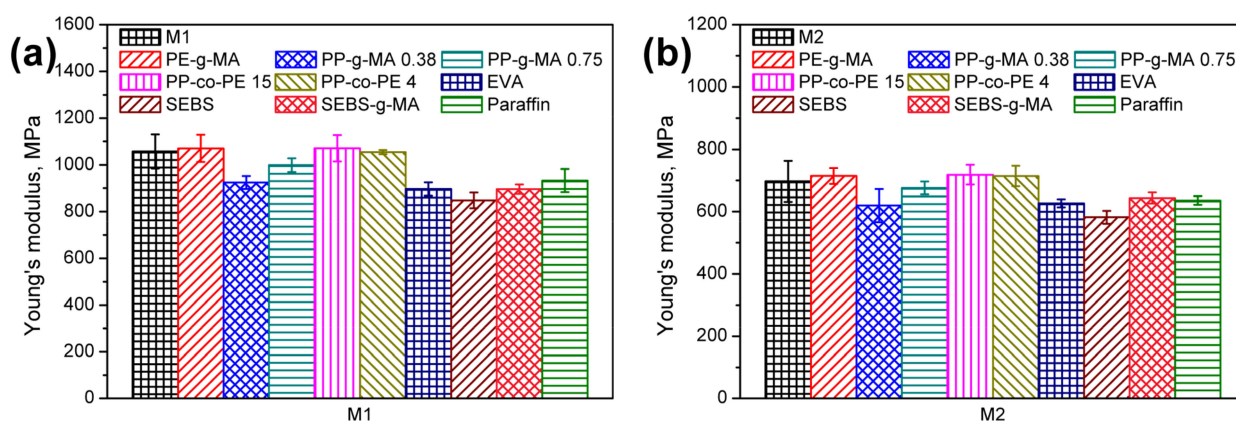 (a)
Young's modulus, MPa
1600
1400
1200
1000
800
600
400
200
0
M1
PE-g-MA PP-g-MA 0.38 PP-g-MA 0.75
PP-co-PE 15 PP-co-PE 4 EVA
SEBS SEBS-g-MA Paraffin
M1
(b)
Young's modulus, MPa
1200
1000
800
600
400
200
0
M2
PE-g-MA PP-g-MA 0.38 PP-g-MA 0.75
PP-co-PE 15 PP-co-PE 4 EVA
SEBS SEBS-g-MA Paraffin
M2